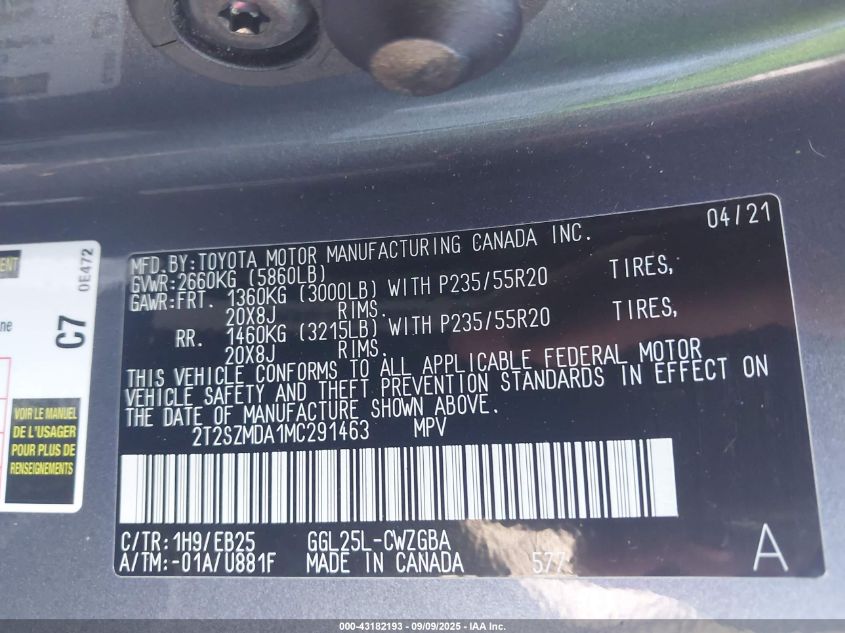 04/21
MFD.BY:TOYOTA MOTOR MANUFACTURING CANADA INC.
GVWR:2660KG (5860LB)
GAWR:FRT. 1360KG (3000LB) WITH P235/55R20 TIRES,
20X8J RIMS.
RR. 1460KG (3215LB) WITH P235/55R20 TIRES,
20X8J RIMS.
THIS VEHICLE CONFORMS TO ALL APPLICABLE FEDERAL MOTOR
VEHICLE SAFETY AND THEFT PREVENTION STANDARDS IN EFFECT ON
THE DATE OF MANUFACTURE SHOWN ABOVE.
2T2SZMDA1MC291463 MPV
C/TR:1H9/EB25 GGL25L-CWZGBA
A/TM:-01A/U881F MADE IN CANADA 577 A
C7
0E472
VOIR LE MANUEL
DE L'USAGER
POUR PLUS DE
RENSEIGNEMENTS
000-43182193 - 09/09/2025 - IAA Inc.